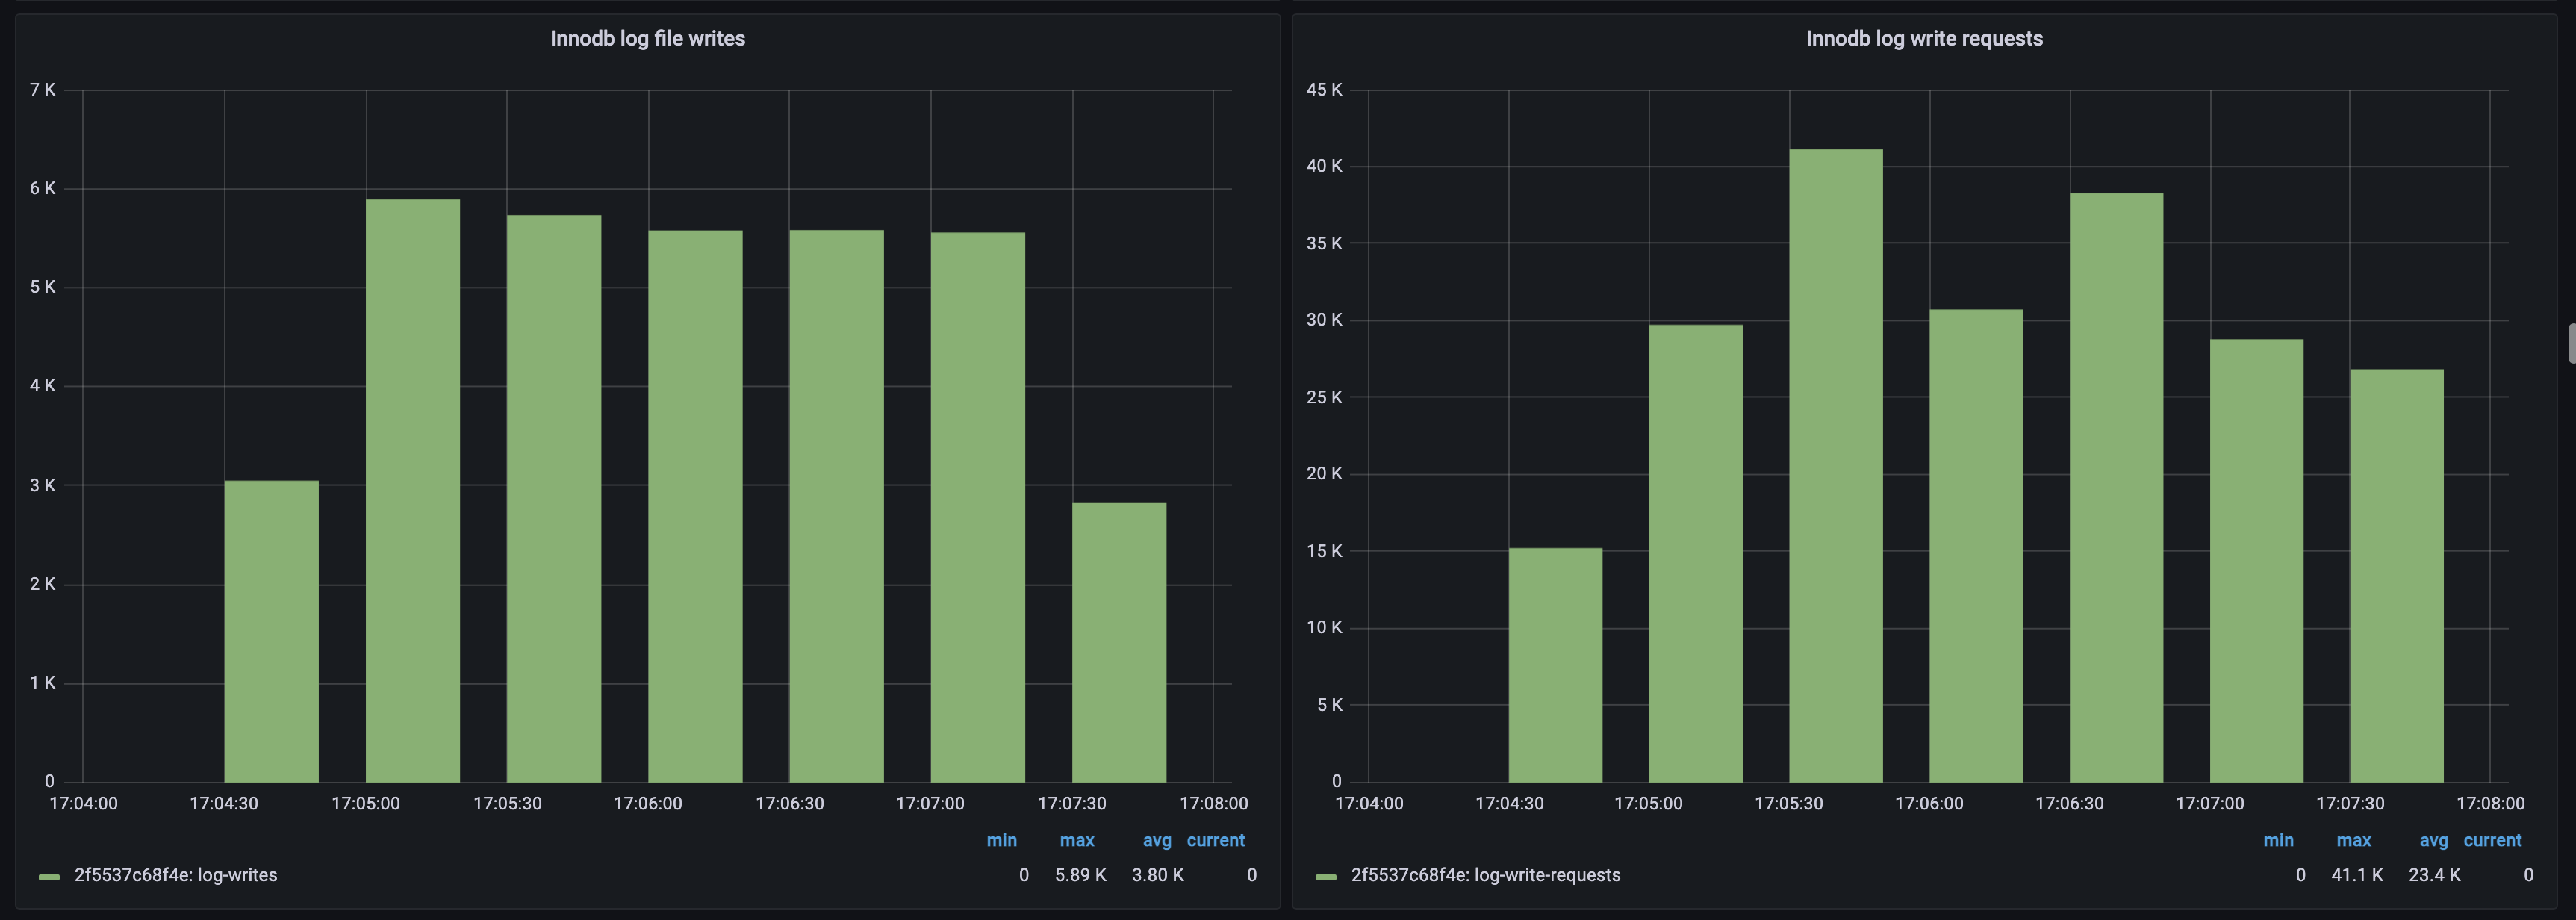 Innodb log file writes
7 K
6 K
5 K
4 K
3 K
2 K
1 K
0
17:04:00 17:04:30 17:05:00 17:05:30 17:06:00 17:06:30 17:07:00 17:07:30 17:08:00
min max avg current
2f5537c68f4e: log-writes 0 5.89 K 3.80 K 0
Innodb log write requests
45 K
40 K
35 K
30 K
25 K
20 K
15 K
10 K
5 K
0
17:04:00 17:04:30 17:05:00 17:05:30 17:06:00 17:06:30 17:07:00 17:07:30 17:08:00
min max avg current
2f5537c68f4e: log-write-requests 0 41.1 K 23.4 K 0